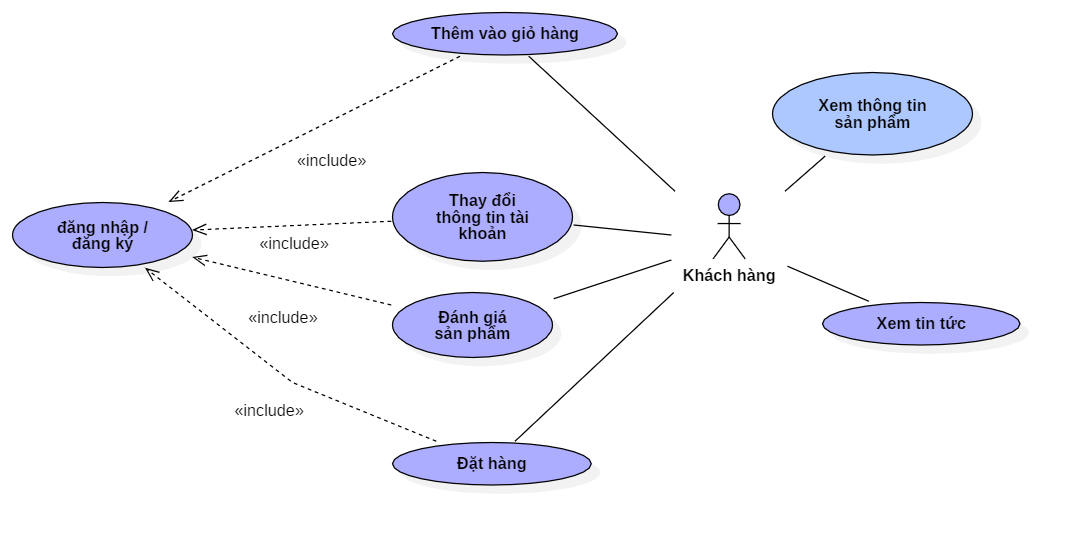 Thêm vào giỏ hàng
Xem thông tin
sản phẩm
«include»
Thay đổi
thông tin tài
khoản
đăng nhập /
đăng ký
«include»
Khách hàng
«include»
Đánh giá
sản phẩm
Xem tin tức
«include»
Đặt hàng